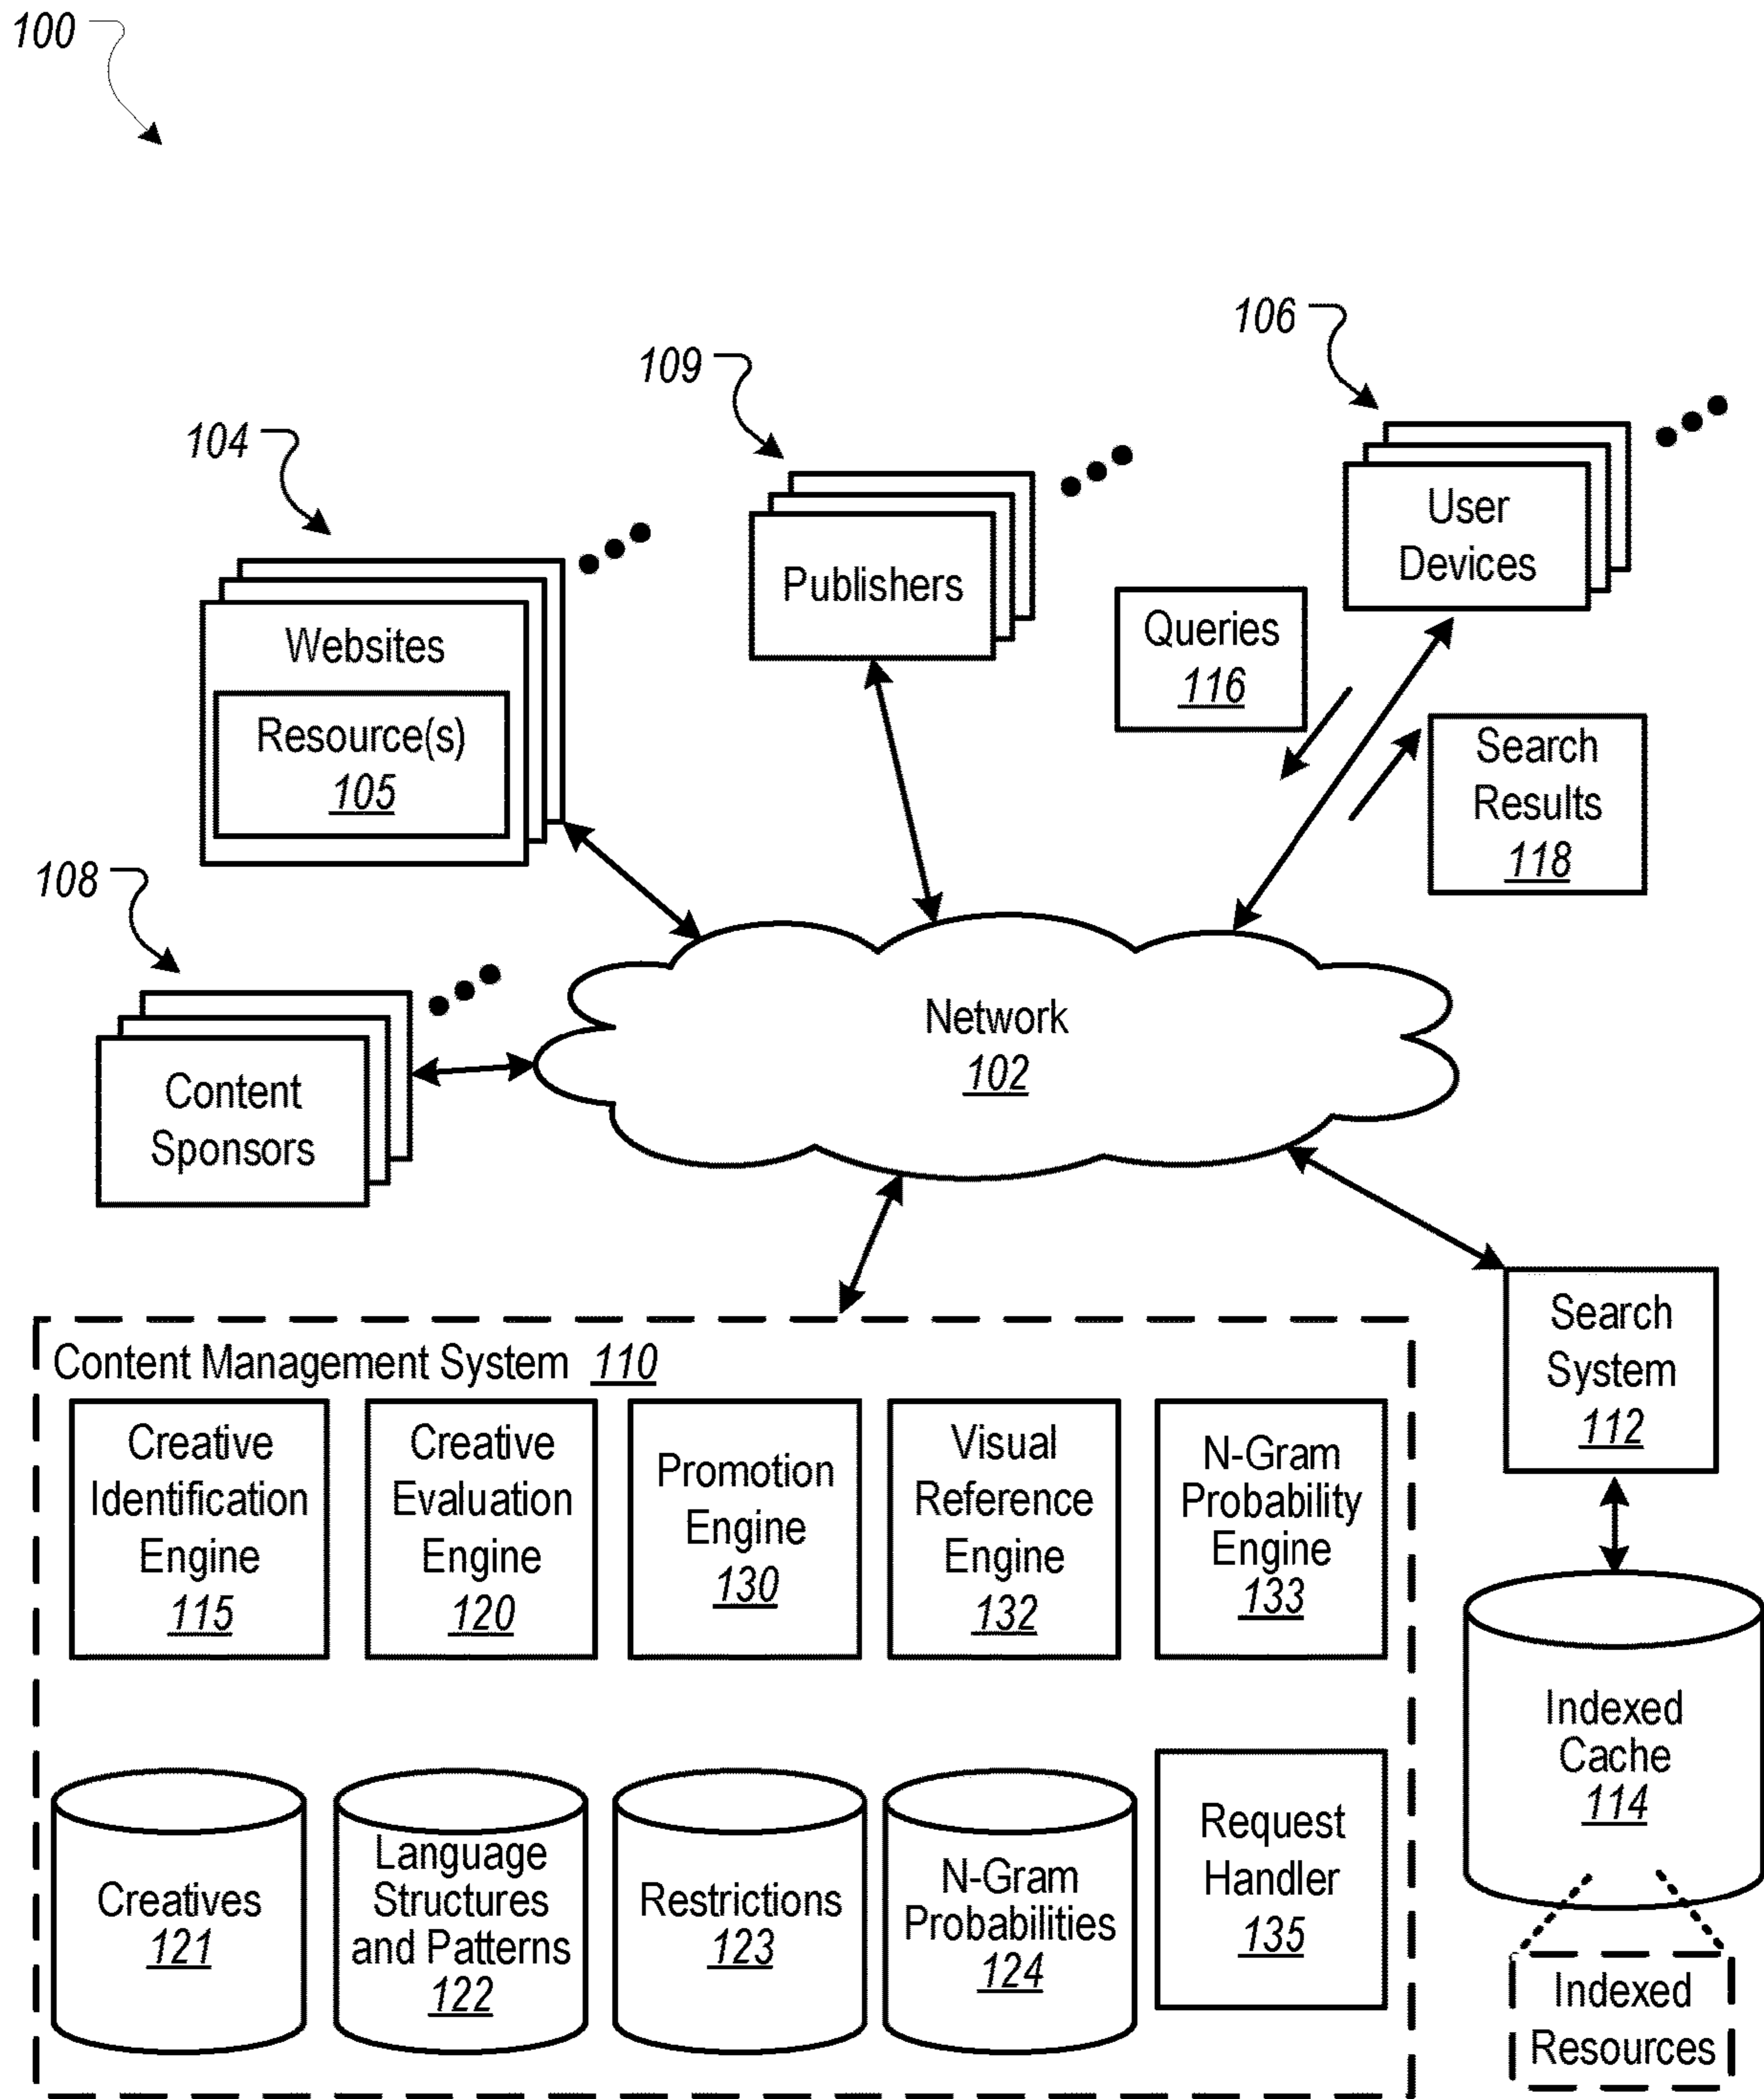 100
106
109
104
User
Devices
Publishers
Queries
116
Websites
Resource(s)
105
Search
Results
118
108
Network
102
Content
Sponsors
Content Management System 110
Search
System
112
Creative
Identification
Engine
115
Creative
Evaluation
Engine
120
Promotion
Engine
130
Visual
Reference
Engine
132
N-Gram
Probability
Engine
133
Indexed
Cache
114
Creatives
121
Language
Structures
and Patterns
122
Restrictions
123
N-Gram
Probabilities
124
Request
Handler
135
Indexed
Resources